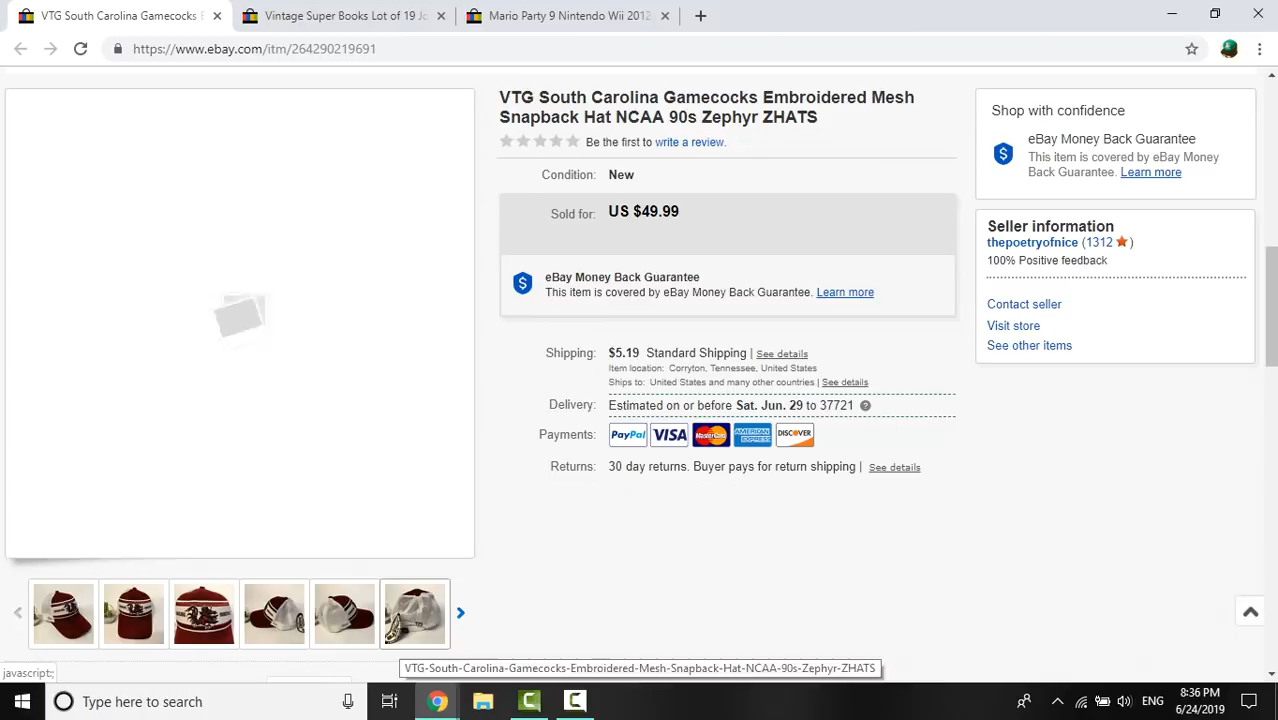 VTG South Carolina Gamecocks E
Vintage Super Books Lot of 19 Jo
Mario Party 9 Nintendo Wii 2012
https://www.ebay.com/itm/264290219691
VTG South Carolina Gamecocks Embroidered Mesh
Snapback Hat NCAA 90s Zephyr ZHATS
Be the first to write a review.
Condition: New
Sold for: US $49.99
eBay Money Back Guarantee
This item is covered by eBay Money Back Guarantee. Learn more
Shipping: $5.19 Standard Shipping | See details
Item location: Corryton, Tennessee, United States
Ships to: United States and many other countries | See details
Delivery: Estimated on or before Sat. Jun. 29 to 37721 ?
Payments: PayPal VISA MasterCard AMERICAN EXPRESS DISCOVER
Returns: 30 day returns. Buyer pays for return shipping | See details
Shop with confidence
eBay Money Back Guarantee
This item is covered by eBay Money
Back Guarantee. Learn more
Seller information
thepoetryofnice (1312 )
100% Positive feedback
Contact seller
Visit store
See other items
javascript:;
VTG-South-Carolina-Gamecocks-Embroidered-Mesh-Snapback-Hat-NCAA-90s-Zephyr-ZHATS
Type here to search
ENG
8:36 PM
6/24/2019